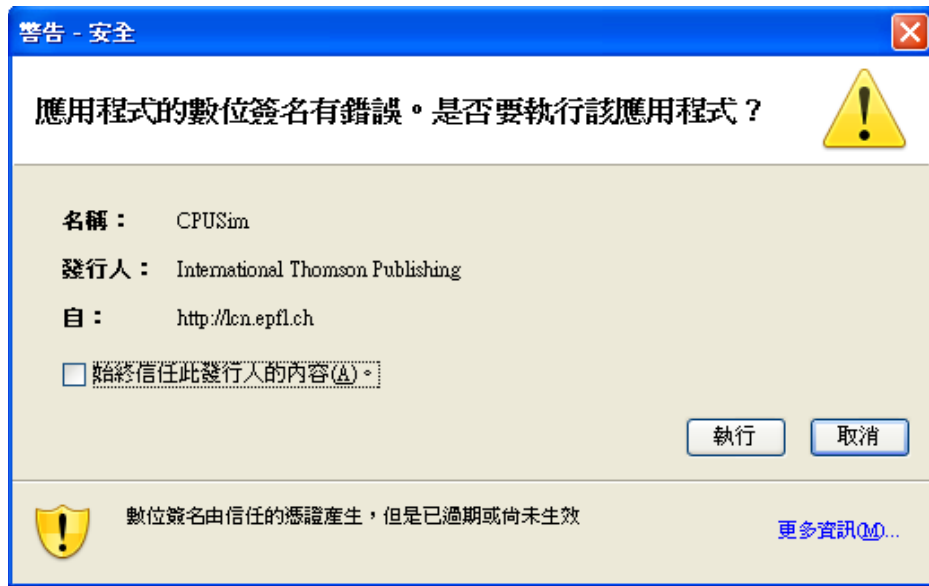 警告 - 安全
應用程式的數位簽名有錯誤。是否要執行該應用程式？
名稱： CPUSim
發行人： International Thomson Publishing
自： http://lcn.epfl.ch
始終信任此發行人的內容(A)。
執行 取消
數位簽名由信任的憑證產生，但是已過期或尚未生效
更多資訊(M)...